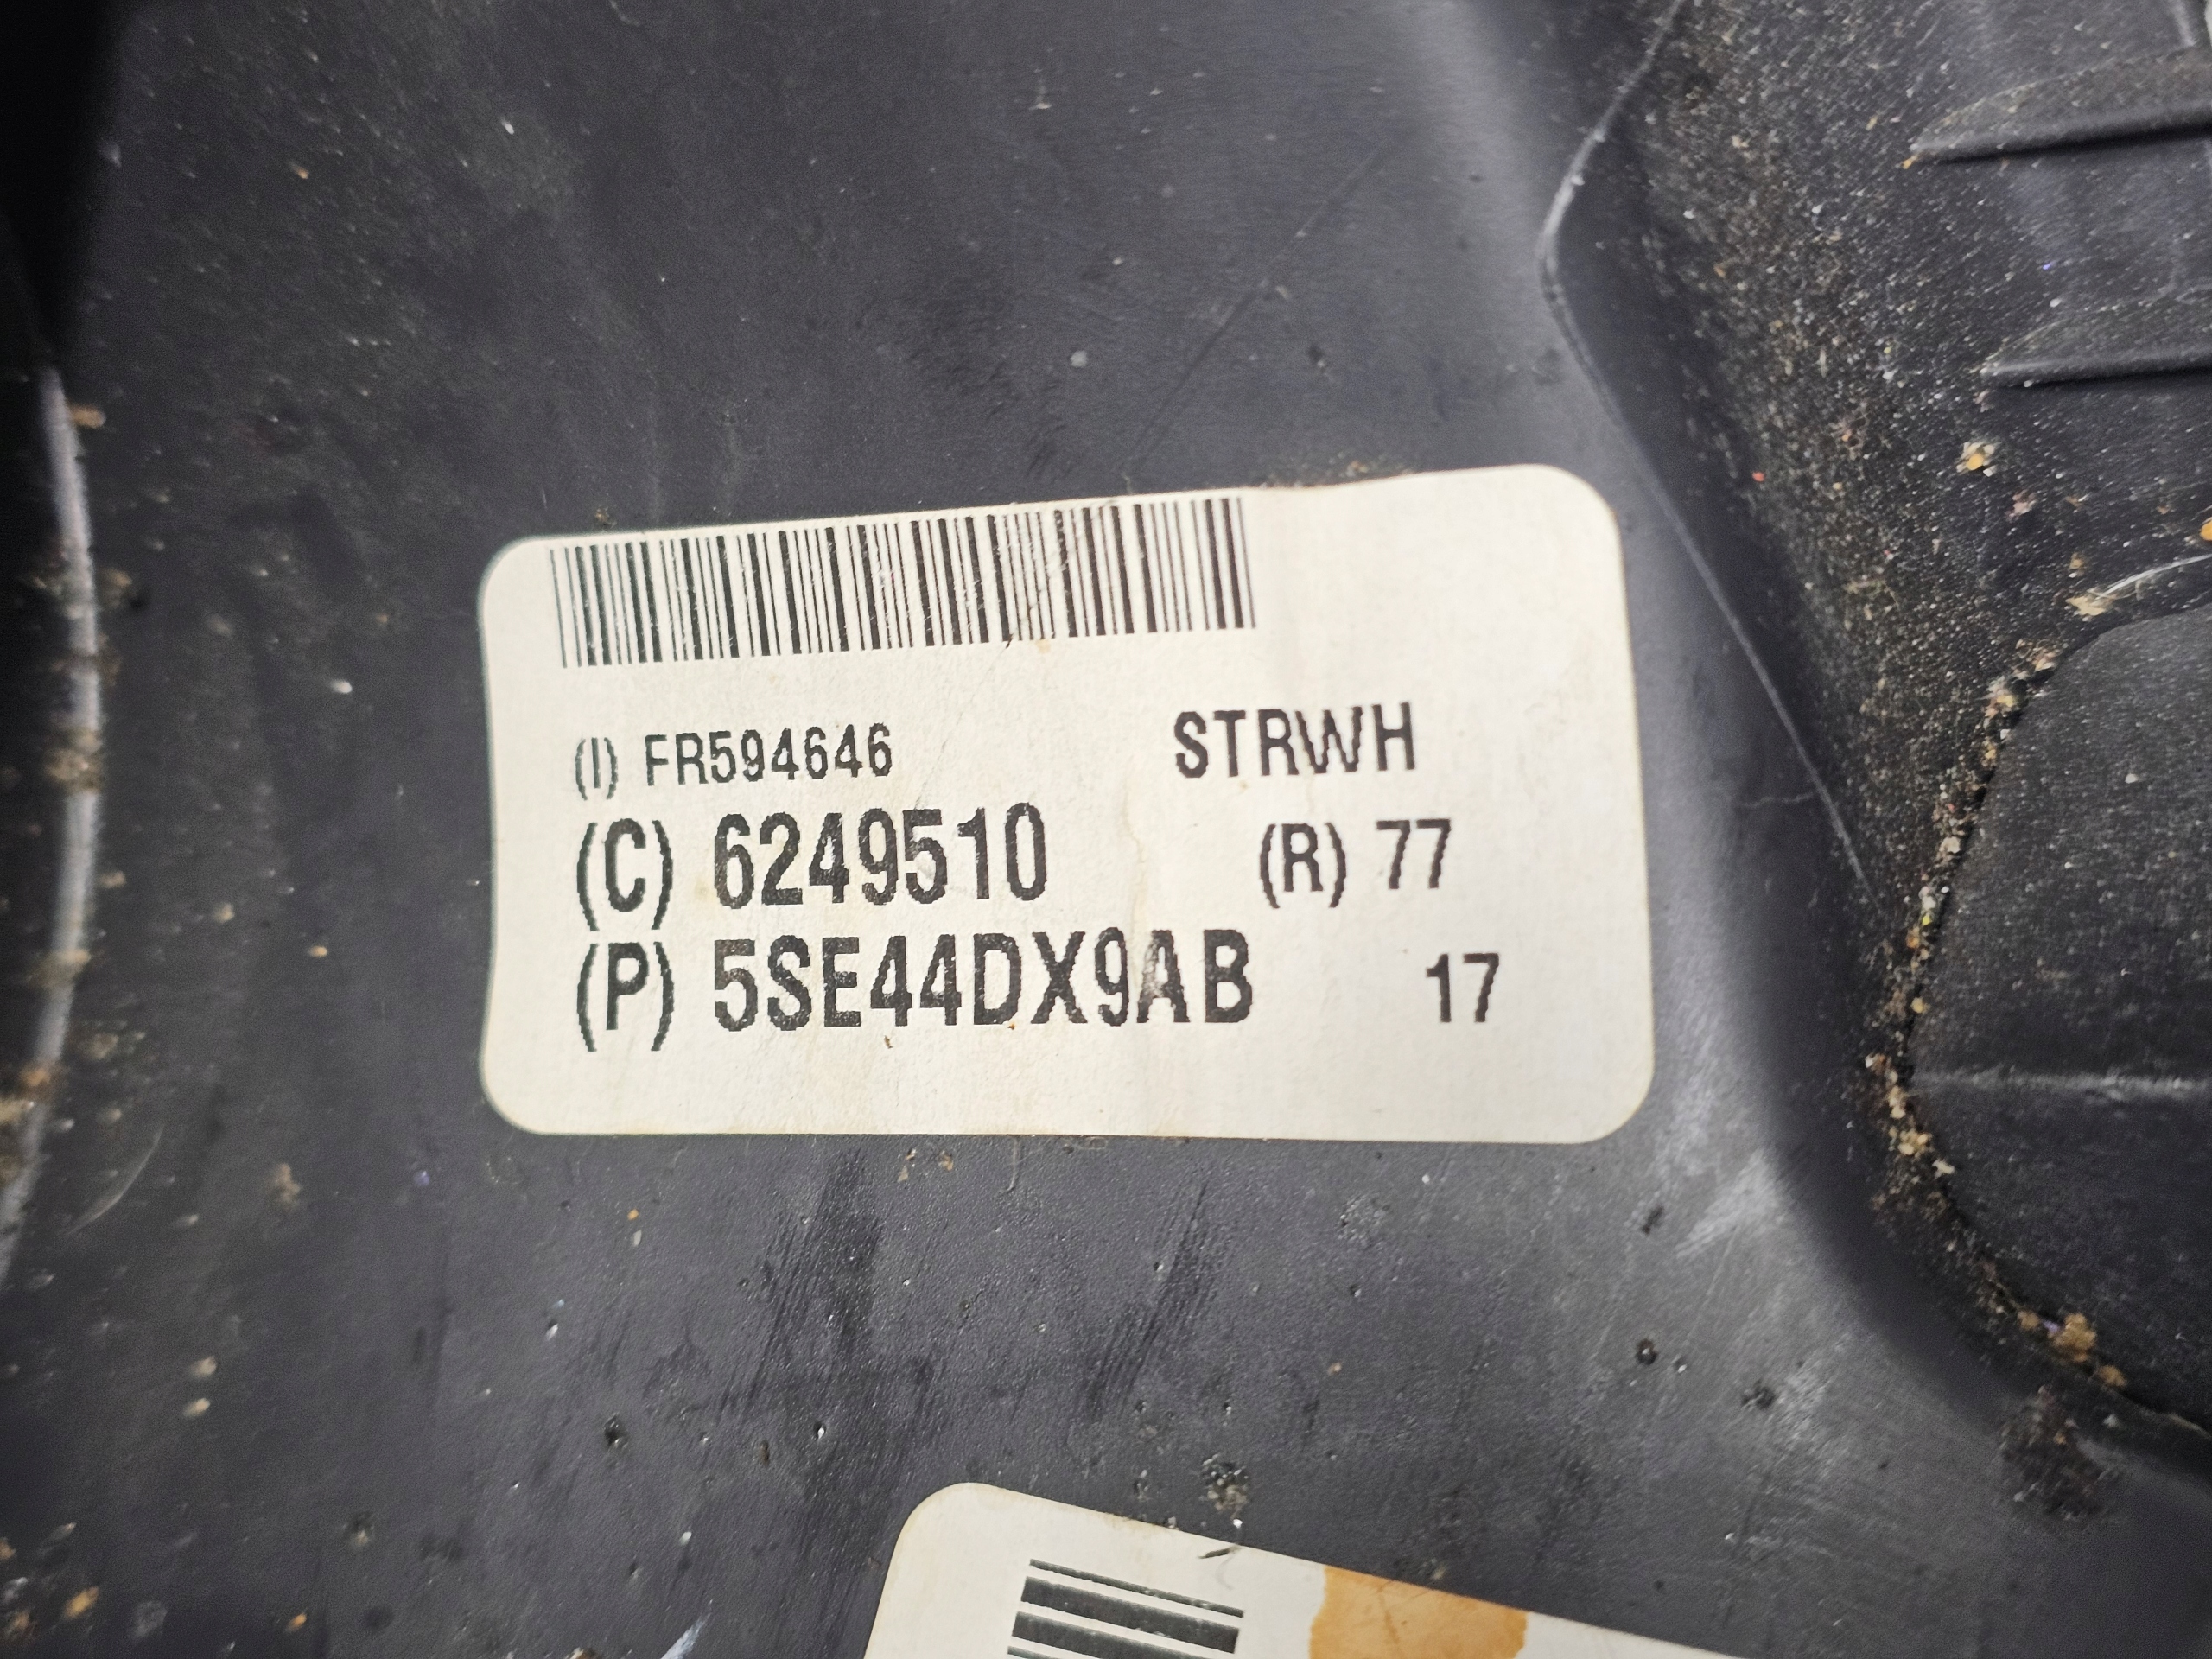 (I) FR594646 STRWH
(C) 6249510 (R) 77
(P) 5SE44DX9AB 17